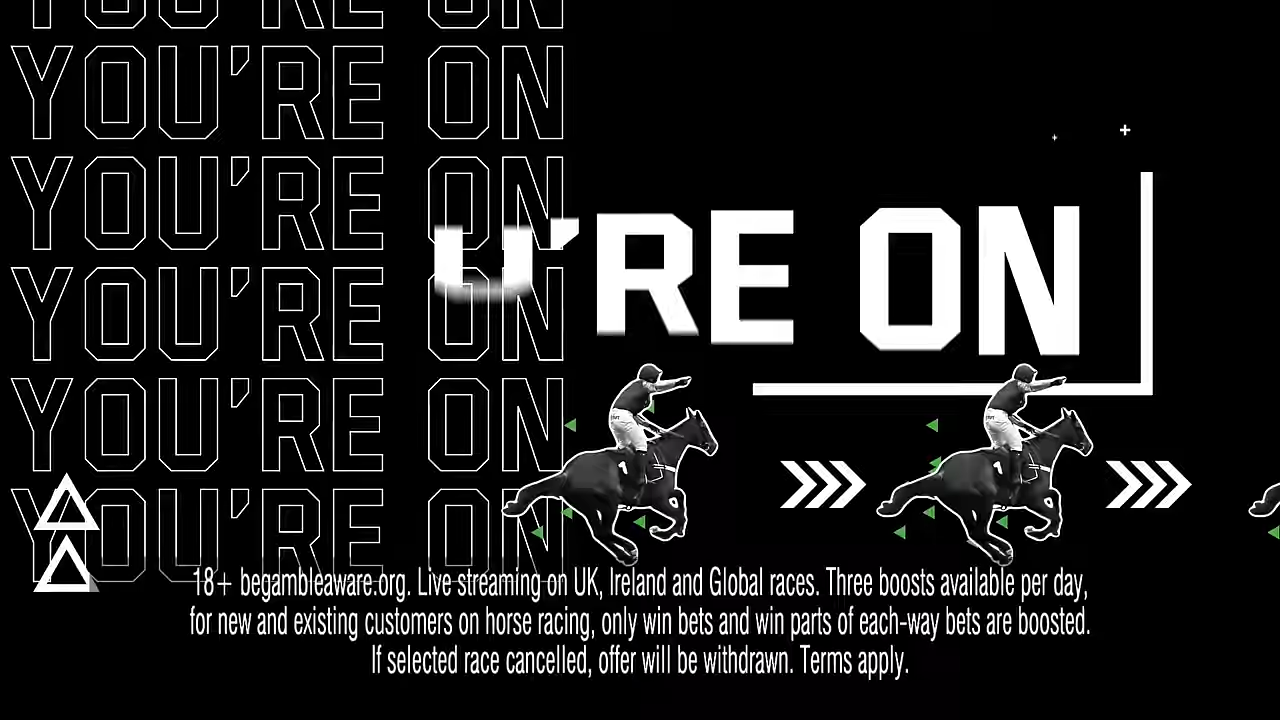 YOU'RE ON
YOU'RE ON
YOU'RE ON
YOU'RE ON
YOU'RE ON
YOU'RE ON
U'RE ON
18+ begambleaware.org. Live streaming on UK, Ireland and Global races. Three boosts available per day,
for new and existing customers on horse racing, only win bets and win parts of each-way bets are boosted.
If selected race cancelled, offer will be withdrawn. Terms apply.